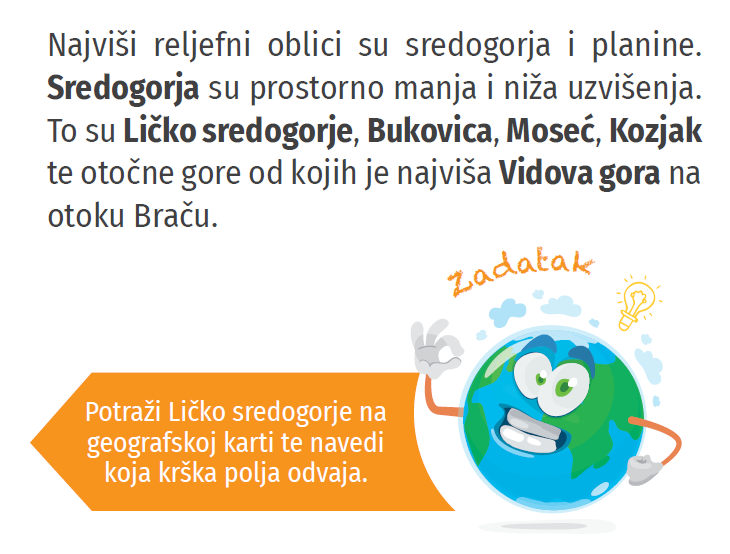 Najviši reljefni oblici su sredogorja i planine.
Sredogorja su prostorno manja i niža uzvišenja.
To su Ličko sredogorje, Bukovica, Moseć, Kozjak
te otočne gore od kojih je najviša Vidova gora na
otoku Braču.
zadatak
Potraži Ličko sredogorje na
geografskoj karti te navedi
koja krška polja odvaja.